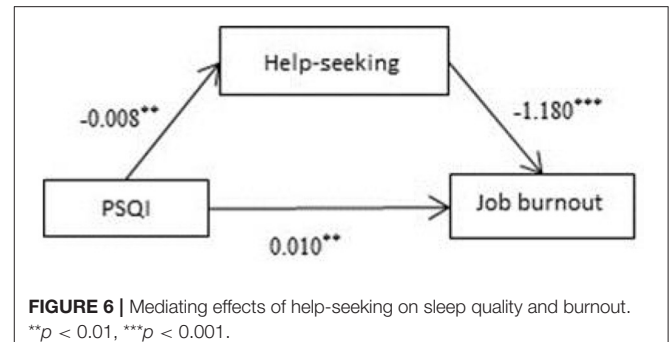 Help-seeking
-0.008**
-1.180***
PSQI
Job burnout
0.010**
FIGURE 6 | Mediating effects of help-seeking on sleep quality and burnout.
**p < 0.01, ***p < 0.001.